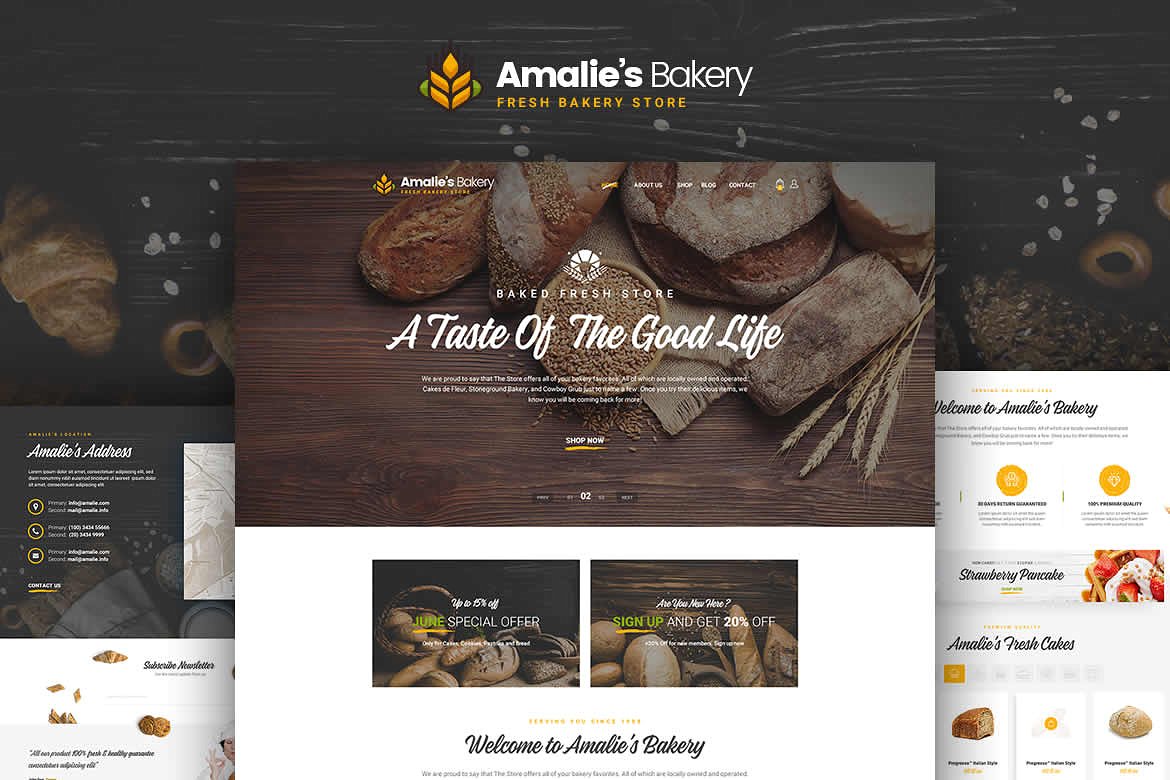 Amalie's Bakery
FRESH BAKERY STORE
Amalie's Bakery
FRESH BAKERY STORE
HOME ABOUT US SHOP BLOG CONTACT
BAKED FRESH STORE
A Taste Of The Good Life
We are proud to say that The Store offers all of your bakery favorites. All of which are locally owned and operated.
Cakes de Fleur, Stoneground Bakery, and Cowboy Grub just to name a few. Once you try their delicious items, we
know you will be coming back for more!
SHOP NOW
PREV 01 02 03 NEXT
Up to 15% off
JUNE SPECIAL OFFER
Only for Cakes, Cookies, Pastries and Bread
Are You New Here ?
SIGN UP AND GET 20% OFF
+20% Off for new members. Sign up now
SERVING YOU SINCE 1988
Welcome to Amalie's Bakery
We are proud to say that The Store offers all of your bakery favorites. All of which are locally owned and operated.
AMALIE'S LOCATION
Amalie's Address
Lorem ipsum dolor sit amet, consectetuer adipiscing elit, sed
diam nonummy nibh euismod tincidunt ut laoreet ipsum dolor
sit amet, consectetuer adipiscing elit, sed.
Primary: info@amalie.com
Second: mail@amalie.info
Primary: (100) 3434 55666
Second: (20) 3434 9999
Primary: info@amalie.com
Second: mail@amalie.info
CONTACT US
Subscribe Newsletter
"All our product 100% fresh & healthy guarantee
consectetuer adipiscing elit"
SERVING YOU SINCE 1988
Welcome to Amalie's Bakery
that The Store offers all of your bakery favorites. All of which are locally owned and operated.
Bakery, and Cowboy Grub just to name a few. Once you try their delicious items, we
know you will be coming back for more!
DAYS RETURN GUARANTEED
100% PREMIUM QUALITY
Strawberry Pancake
SHOP NOW
PREMIUM QUALITY
Amalie's Fresh Cakes
Progresso™ Italian Style
Progresso™ Italian Style
Progresso™ Italian Style